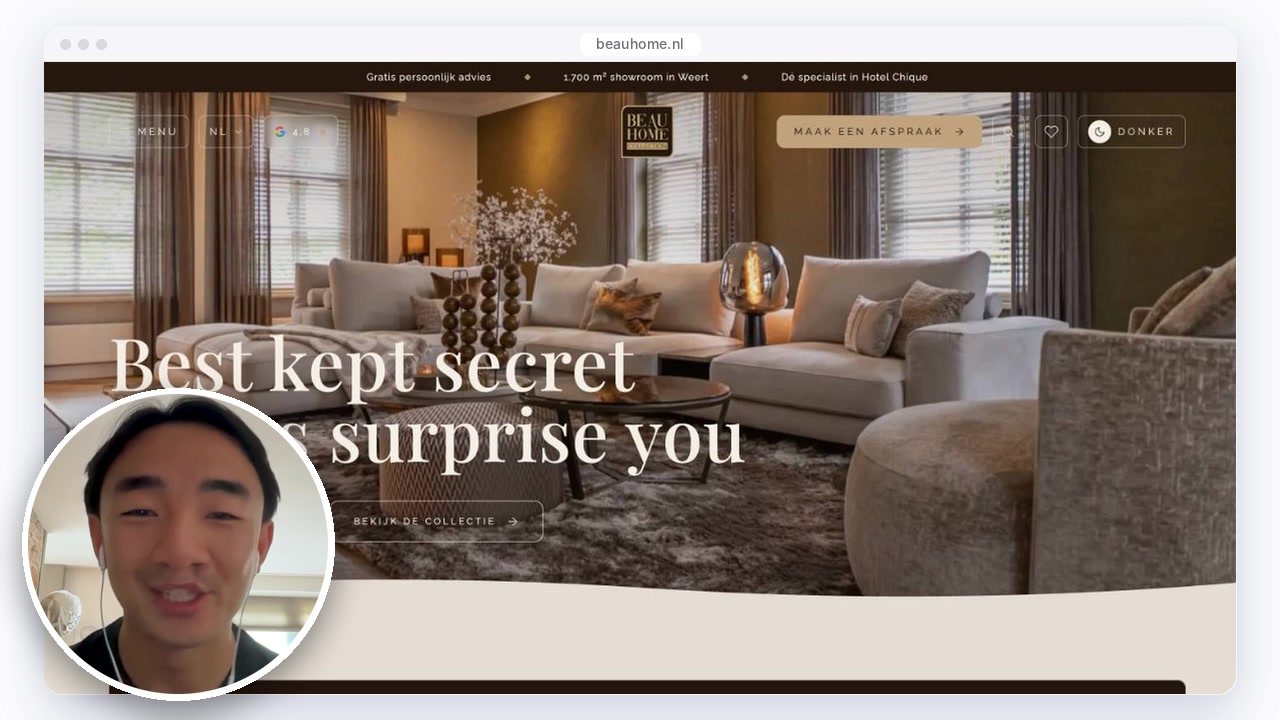 beauhome.nl
Gratis persoonlijk advies
1.700 m² showroom in Weert
Dé specialist in Hotel Chique
MENU
NL
4,8
BEAU
HOME
MAAK EEN AFSPRAAK
DONKER
Best kept secret
surprise you
BEKIJK DE COLLECTIE